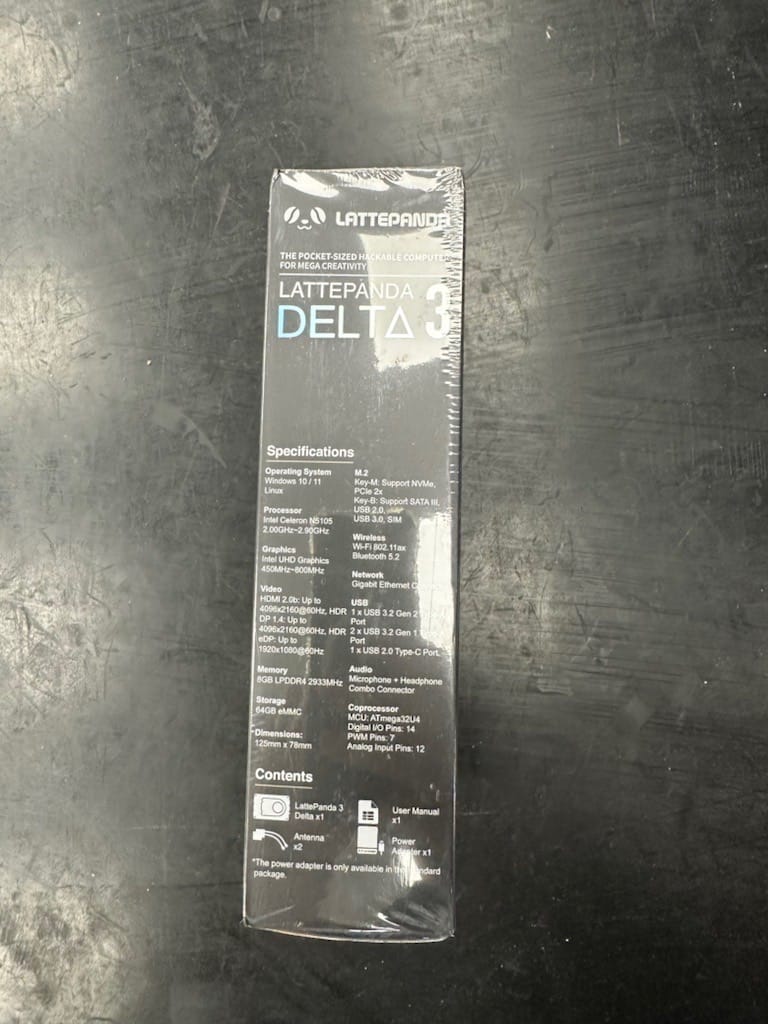 LATTEPANDA
THE POCKET-SIZED HACKABLE COMPUTER
FOR MEGA CREATIVITY
LATTEPANDA
DELTA 3
Specifications
Operating System
Windows 10 / 11
Linux
Processor
Intel Celeron N5105
2.00GHz~2.90GHz
Graphics
Intel UHD Graphics
450MHz~800MHz
Video
HDMI 2.0b: Up to
4096x2160@60Hz, HDR
DP 1.4: Up to
4096x2160@60Hz, HDR
eDP: Up to
1920x1080@60Hz
Memory
8GB LPDDR4 2933MHz
Storage
64GB eMMC
Dimensions:
125mm x 78mm
M.2
Key-M: Support NVMe,
PCIe 2x
Key-B: Support SATA III,
USB 2.0,
USB 3.0, SIM
Wireless
Wi-Fi 802.11ax
Bluetooth 5.2
Network
Gigabit Ethernet
USB
1 x USB 3.2 Gen 2
Port
2 x USB 3.2 Gen 1
Port
1 x USB 2.0 Type-C Port
Audio
Microphone + Headphone
Combo Connector
Coprocessor
MCU: ATmega32U4
Digital I/O Pins: 14
PWM Pins: 7
Analog Input Pins: 12
Contents
LattePanda 3
Delta x1
User Manual
x1
Antenna
x2
Power
Adapter x1
*The power adapter is only available in the standard
package.